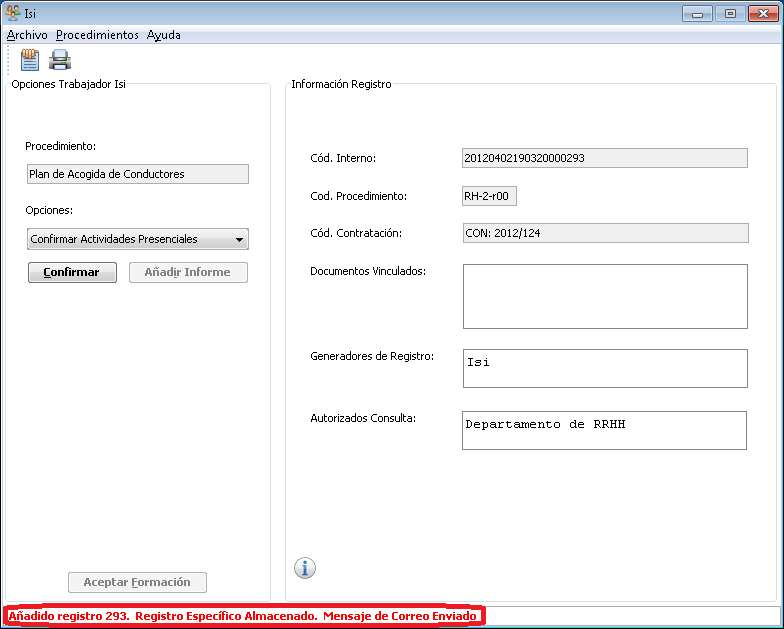 Isi
Archivo Procedimientos Ayuda
Opciones Trabajador Isi
Procedimiento:
Plan de Acogida de Conductores
Opciones:
Confirmar Actividades Presenciales
Confirmar Añadir Informe
Aceptar Formación
Información Registro
Cód. Interno: 20120402190320000293
Cod. Procedimiento: RH-2-r00
Cód. Contratación: CON: 2012/124
Documentos Vinculados:
Generadores de Registro: Isi
Autorizados Consulta: Departamento de RRHH
Añadido registro 293. Registro Específico Almacenado. Mensaje de Correo Enviado